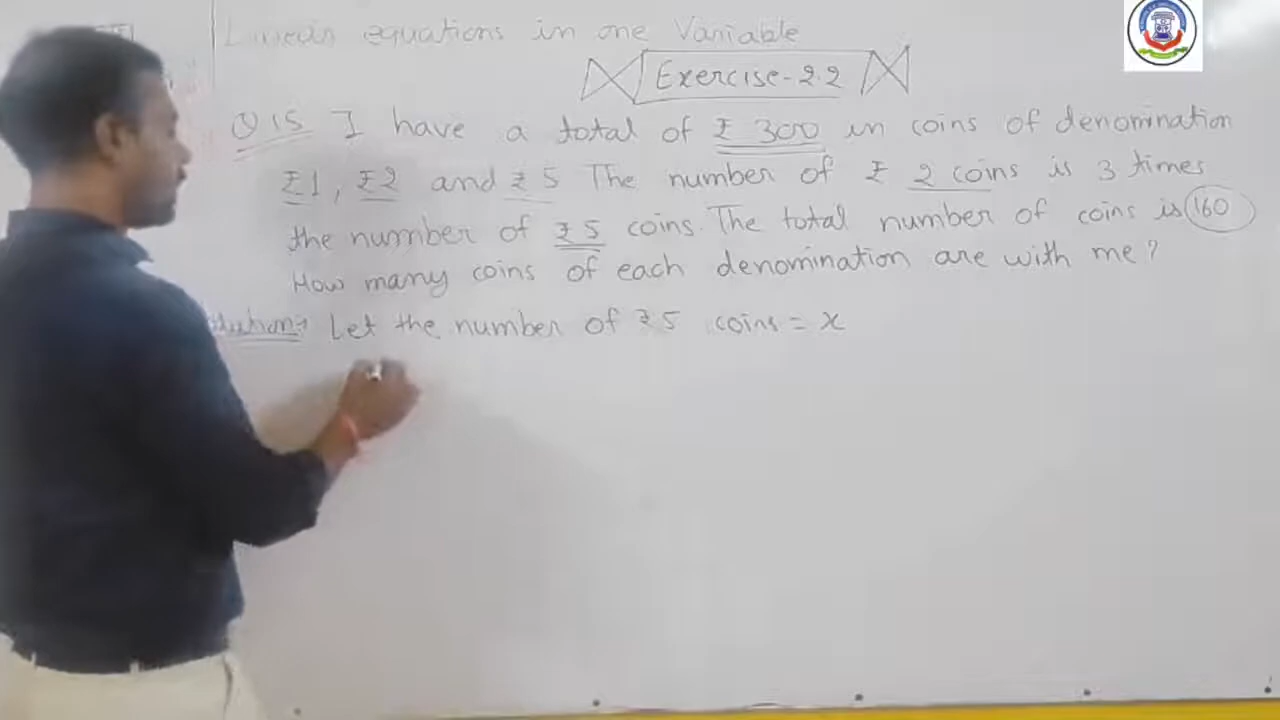 Linear equations in one Variable
Exercise-2.2
Q 15 I have a total of ₹ 300 in coins of denomination
₹1, ₹2 and ₹ 5 The number of ₹ 2 coins is 3 times
the number of ₹5 coins. The total number of coins is 160
How many coins of each denomination are with me?
Solution:- Let the number of ₹5 coins = x